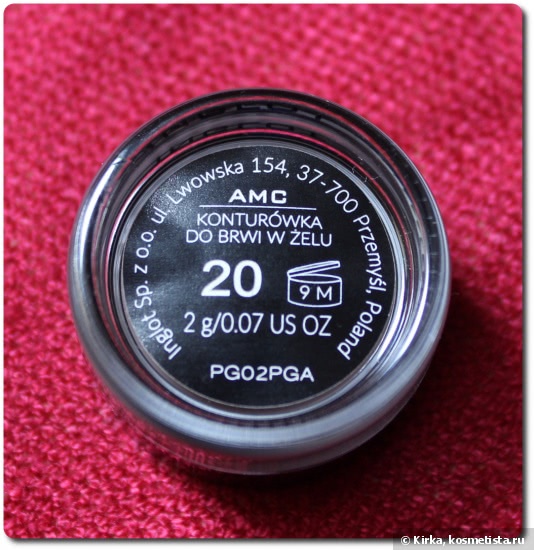 Inglot Sp. z o.o. ul. Lwowska 154, 37-700 Przemyśl, Poland
AMC
KONTURÓWKA
DO BRWI W ŻELU
20
9 M
2 g/0.07 US OZ
PG02PGA
© Kirka, kosmetista.ru